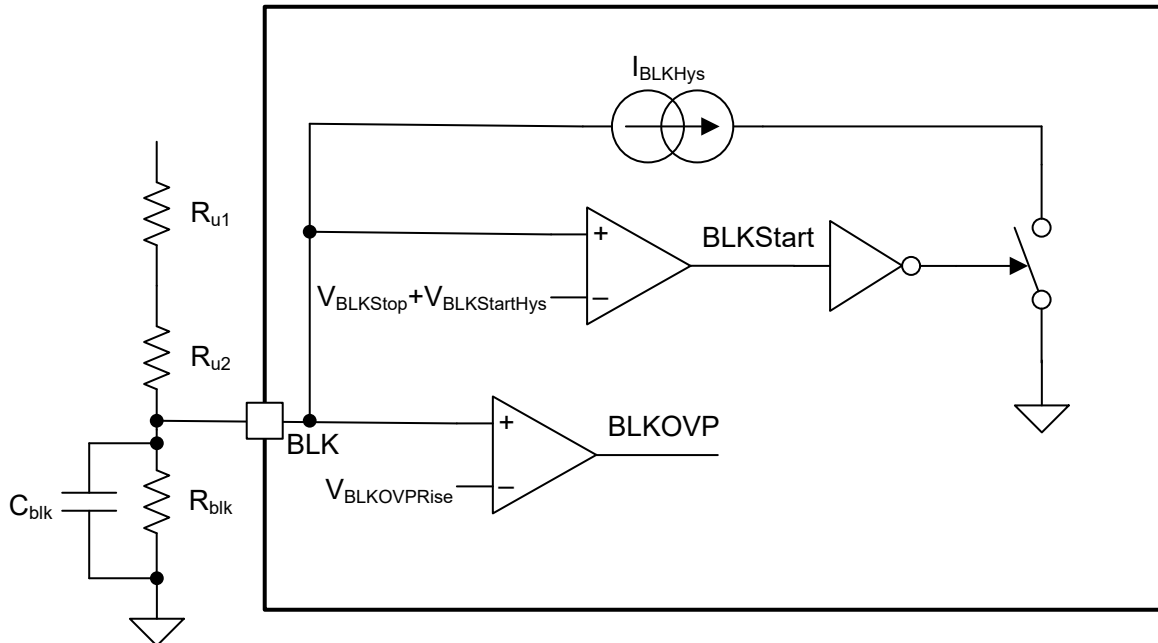 I_BLKHys
R_u1
BLKStart
+
−
V_BLKStop+V_BLKStartHys
R_u2
BLKOVP
+
−
BLK
V_BLKOVPRise
C_blk
R_blk